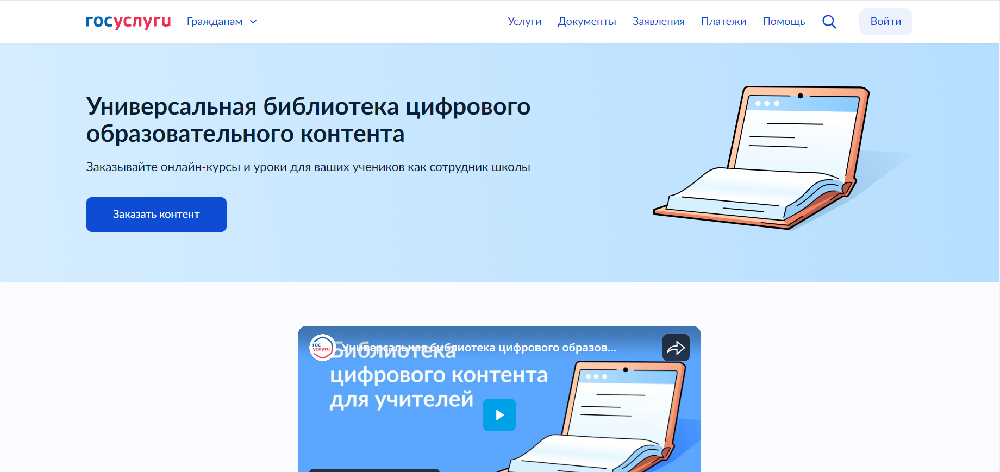 госуслуги Гражданам Услуги Документы Заявления Платежи Помощь Войти
Универсальная библиотека цифрового
образовательного контента
Заказывайте онлайн-курсы и уроки для ваших учеников как сотрудник школы
Заказать контент
гос
услуги
Универсальная библиотека цифрового образов...
Библиотека
цифрового контента
для учителей